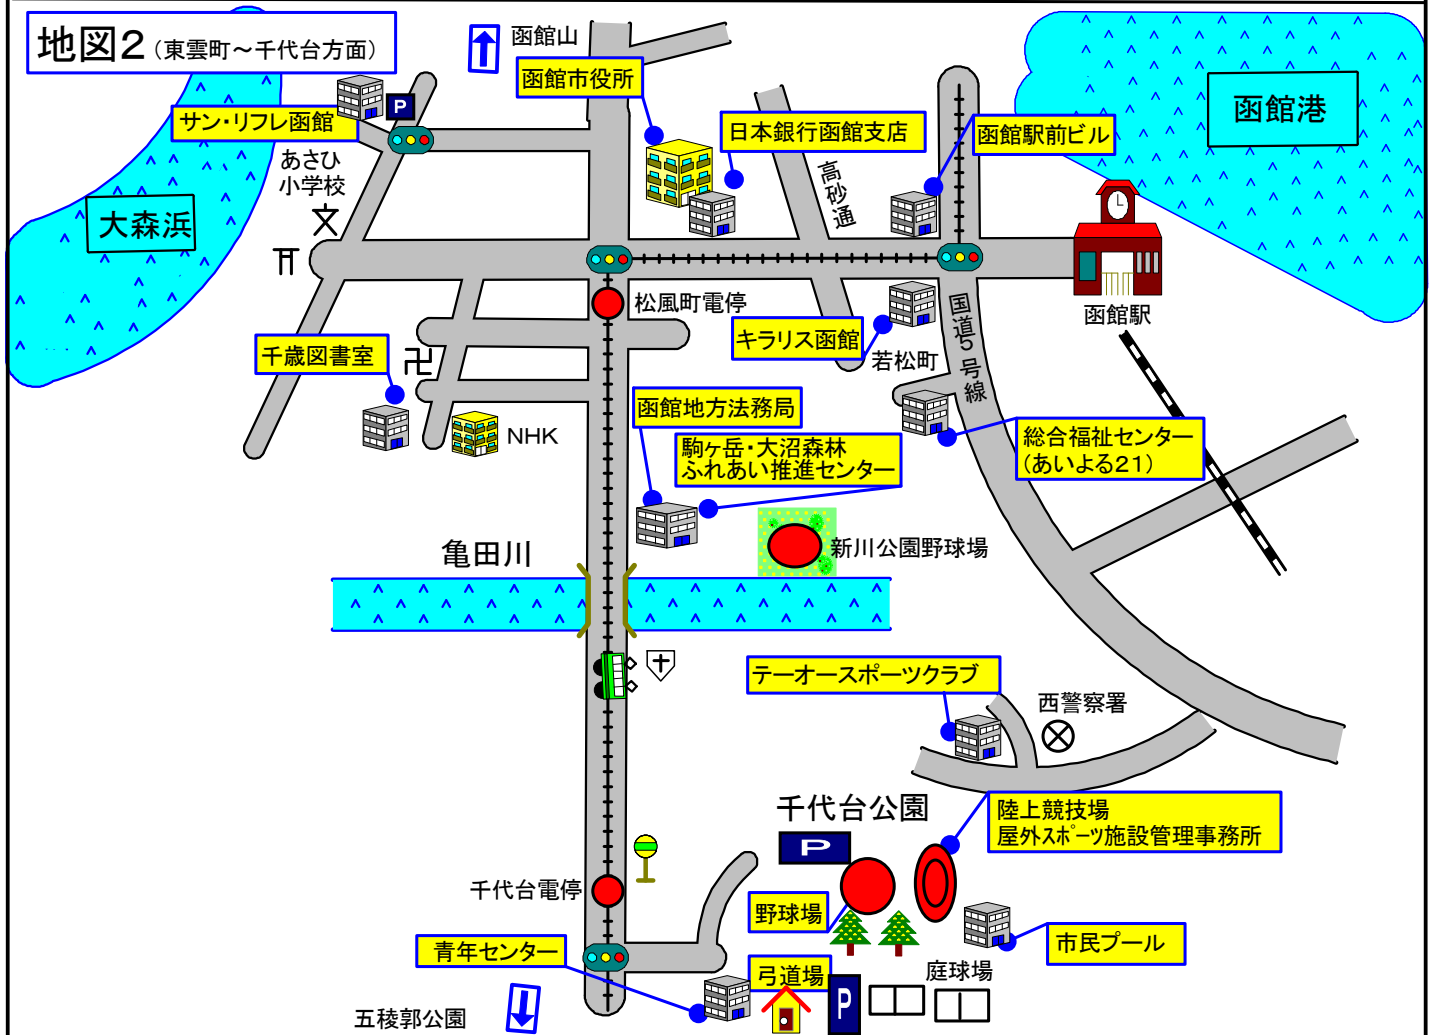 地図2(東雲町～千代台方面)
函館山
函館市役所
函館港
サン・リフレ函館
P
日本銀行函館支店
函館駅前ビル
あさひ
小学校
文
高砂通
大森浜
松風町電停
国道5号線
函館駅
千歳図書室
卍
キラリス函館
若松町
函館地方法務局
NHK
駒ヶ岳・大沼森林
ふれあい推進センター
総合福祉センター
(あいよる21)
亀田川
新川公園野球場
テーオースポーツクラブ
西警察署
千代台公園
陸上競技場
屋外スポーツ施設管理事務所
P
千代台電停
野球場
青年センター
市民プール
弓道場
庭球場
P
五稜郭公園